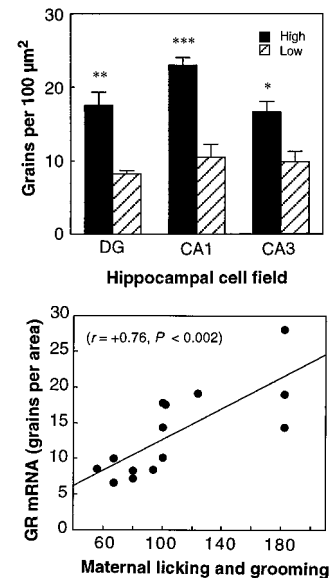 30
20
10
0
Grains per 100 µm²
High
Low
**
***
*
DG
CA1
CA3
Hippocampal cell field
30
25
20
15
10
5
0
GR mRNA (grains per area)
(r = +0.76, P < 0.002)
60 100 140 180
Maternal licking and grooming